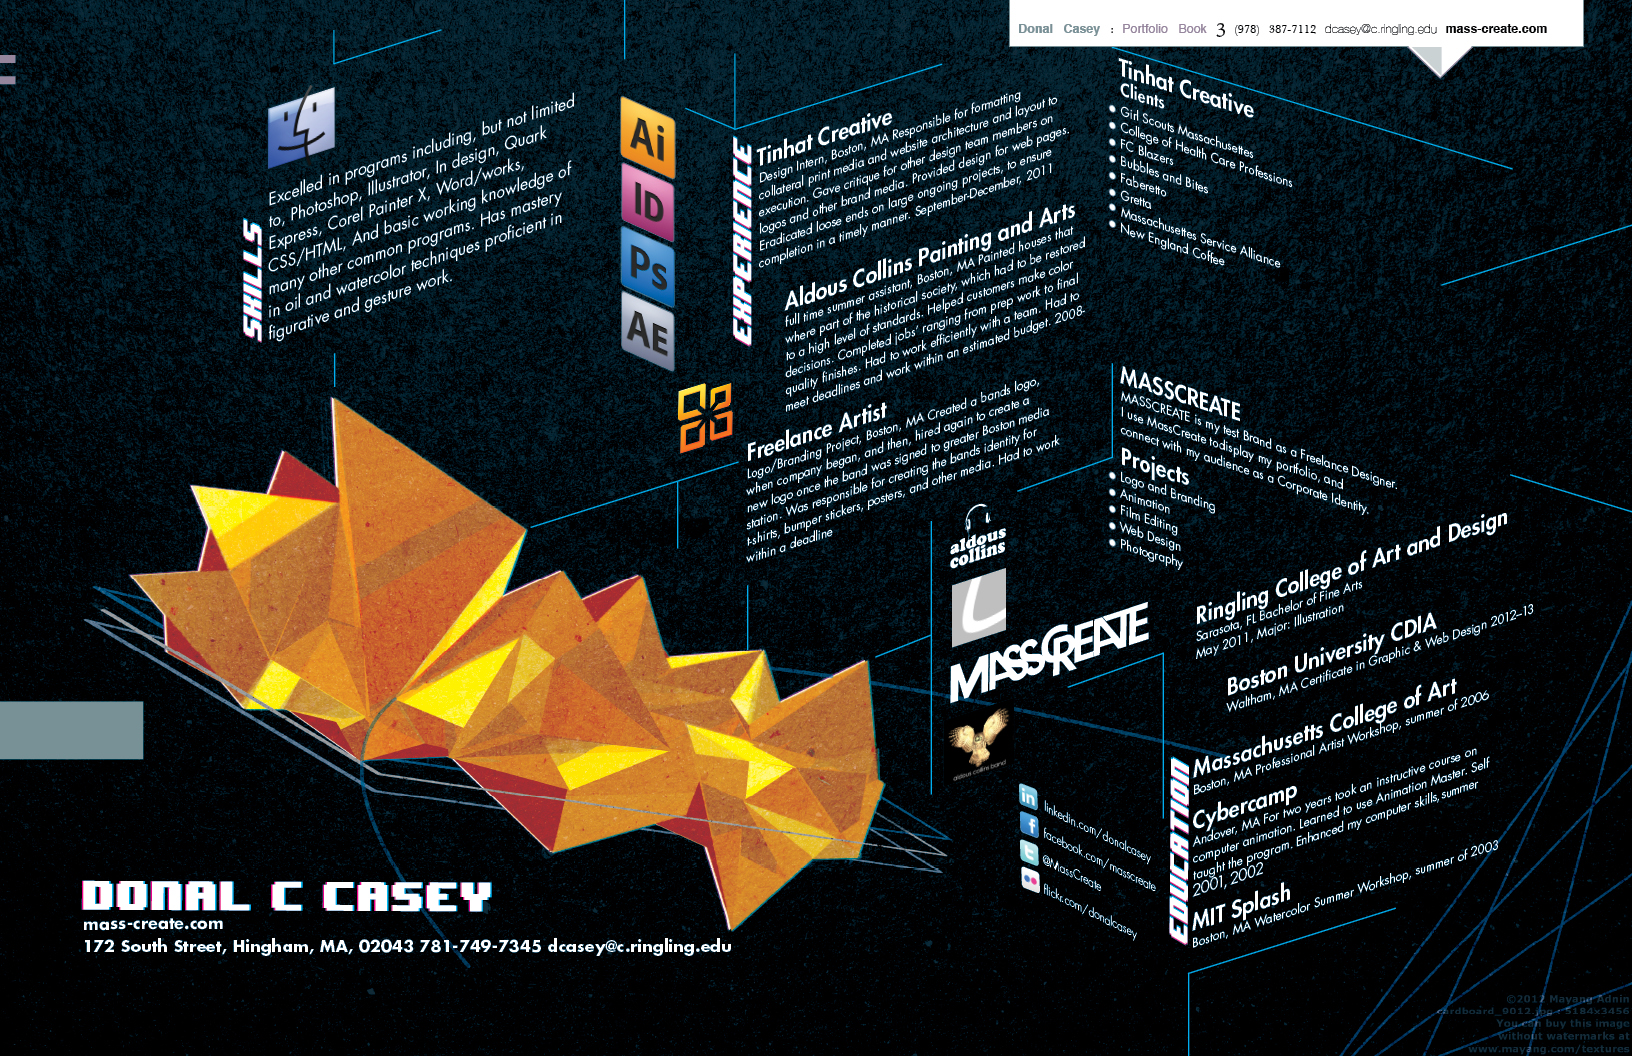 Donal Casey : Portfolio Book 3 (978) 387-7112 dcasey@c.ringling.edu mass-create.com
SKILLS
Excelled in programs including, but not limited
to, Photoshop, Illustrator, In design, Quark
Express, Corel Painter X, Word/works,
CSS/HTML, And basic working knowledge of
many other common programs. Has mastery
in oil and watercolor techniques proficient in
figurative and gesture work.
Ai
ID
Ps
AE
EXPERIENCE
Tinhat Creative
Design Intern, Boston, MA Responsible for formatting
collateral print media and website architecture and layout to
execution. Gave critique for other design team members on
logos and other brand media. Provided design for web pages.
Eradicated loose ends on large ongoing projects, to ensure
completion in a timely manner. September-December, 2011
Aldous Collins Painting and Arts
full time summer assistant, Boston, MA Painted houses that
where part of the historical society, which had to be restored
to a high level of standards. Helped customers make color
decisions. Completed jobs' ranging from prep work to final
quality finishes. Had to work efficiently with a team. Had to
meet deadlines and work within an estimated budget. 2008-
Freelance Artist
Logo/Branding Project, Boston, MA Created a bands logo,
when company began, and then, hired again to create a
new logo once the band was signed to greater Boston media
station. Was responsible for creating the bands identity for
t-shirts, bumper stickers, posters, and other media. Had to work
within a deadline
Tinhat Creative
Clients
Girl Scouts Massachusettes
College of Health Care Professions
FC Blazers
Bubbles and Bites
Faberetto
Gretta
Massachusettes Service Alliance
New England Coffee
MASSCREATE
MASSCREATE is my test Brand as a Freelance Designer.
I use MassCreate todisplay my portfolio, and
connect with my audience as a Corporate Identity.
Projects
Logo and Branding
Animation
Film Editing
Web Design
Photography
aldous
collins
MASSCREATE
aldous collins band
in linkedin.com/donalcasey
f facebook.com/masscreate
t @MassCreate
flickr.com/donalcasey
EDUCATION
Ringling College of Art and Design
Sarasota, FL Bachelor of Fine Arts
May 2011, Major: Illustration
Boston University CDIA
Waltham, MA Certificate in Graphic & Web Design 2012–13
Massachusetts College of Art
Boston, MA Professional Artist Workshop, summer of 2006
Cybercamp
Andover, MA For two years took an instructive course on
computer animation. Learned to use Animation Master. Self
taught the program. Enhanced my computer skills, summer
2001, 2002
MIT Splash
Boston, MA Watercolor Summer Workshop, summer of 2003
DONAL C CASEY
mass-create.com
172 South Street, Hingham, MA, 02043 781-749-7345 dcasey@c.ringling.edu
©2012 Mayang Adnin
cardboard_9012.jpg : 5184x3456
You can buy this image
without watermarks at
www.mayang.com/textures